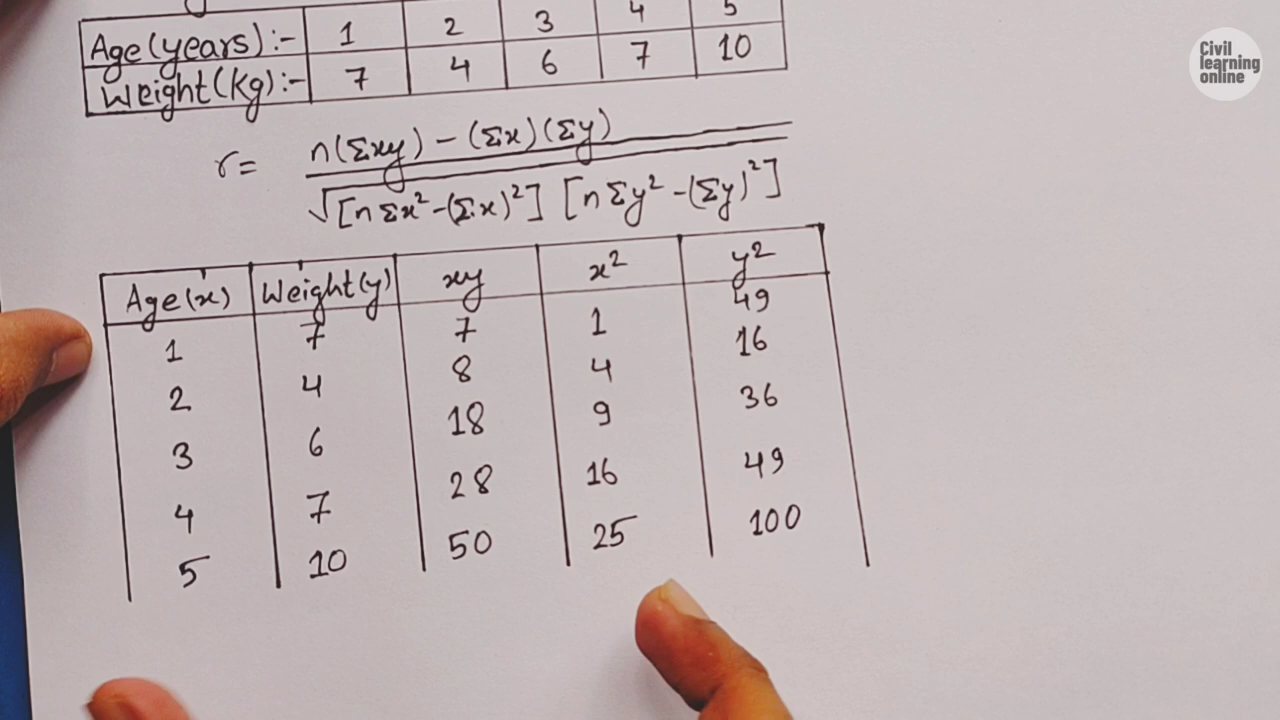 Age(years):- 1 2 3 4 5
Weight(Kg):- 7 4 6 7 10
r= n(Σxy) - (Σx)(Σy)
√[nΣx²-(Σx)²] [nΣy²-(Σy)²]
Age(x) Weight(y) xy x² y²
1 7 7 1 49
2 4 8 4 16
3 6 18 9 36
4 7 28 16 49
5 10 50 25 100
Civil
learning
online